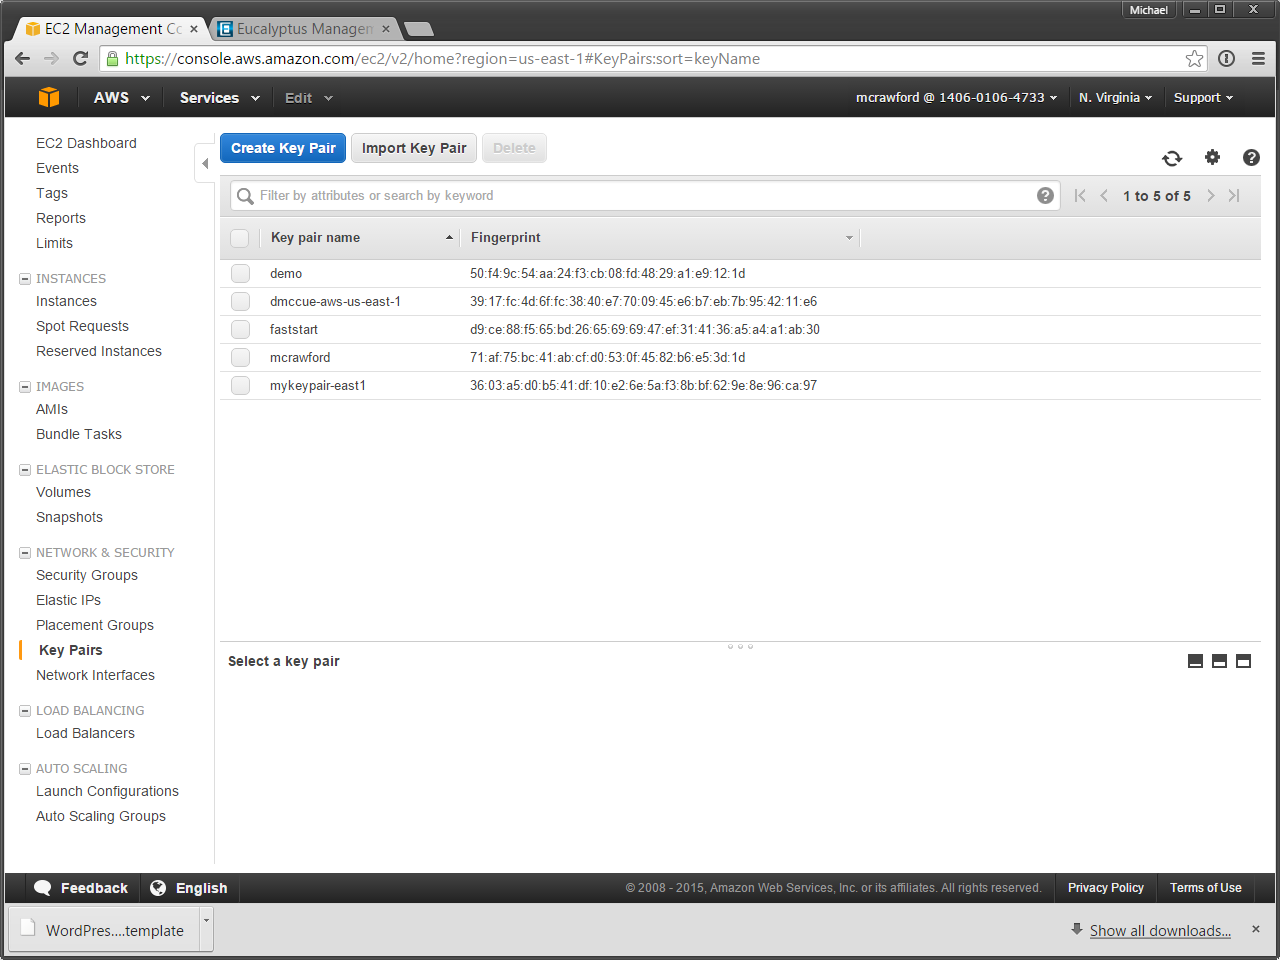 Michael
EC2 Management Co
Eucalyptus Managem
https://console.aws.amazon.com/ec2/v2/home?region=us-east-1#KeyPairs:sort=keyName
AWS Services Edit mcrawford @ 1406-0106-4733 N. Virginia Support
EC2 Dashboard
Events
Tags
Reports
Limits
INSTANCES
Instances
Spot Requests
Reserved Instances
IMAGES
AMIs
Bundle Tasks
ELASTIC BLOCK STORE
Volumes
Snapshots
NETWORK & SECURITY
Security Groups
Elastic IPs
Placement Groups
Key Pairs
Network Interfaces
LOAD BALANCING
Load Balancers
AUTO SCALING
Launch Configurations
Auto Scaling Groups
Create Key Pair Import Key Pair Delete
Filter by attributes or search by keyword
1 to 5 of 5
Key pair name Fingerprint
demo 50:f4:9c:54:aa:24:f3:cb:08:fd:48:29:a1:e9:12:1d
dmccue-aws-us-east-1 39:17:fc:4d:6f:fc:38:40:e7:70:09:45:e6:b7:eb:7b:95:42:11:e6
faststart d9:ce:88:f5:65:bd:26:65:69:69:47:ef:31:41:36:a5:a4:a1:ab:30
mcrawford 71:af:75:bc:41:ab:cf:d0:53:0f:45:82:b6:e5:3d:1d
mykeypair-east1 36:03:a5:d0:b5:41:df:10:e2:6e:5a:f3:8b:bf:62:9e:8e:96:ca:97
Select a key pair
Feedback English © 2008 - 2015, Amazon Web Services, Inc. or its affiliates. All rights reserved. Privacy Policy Terms of Use
WordPres....template Show all downloads...